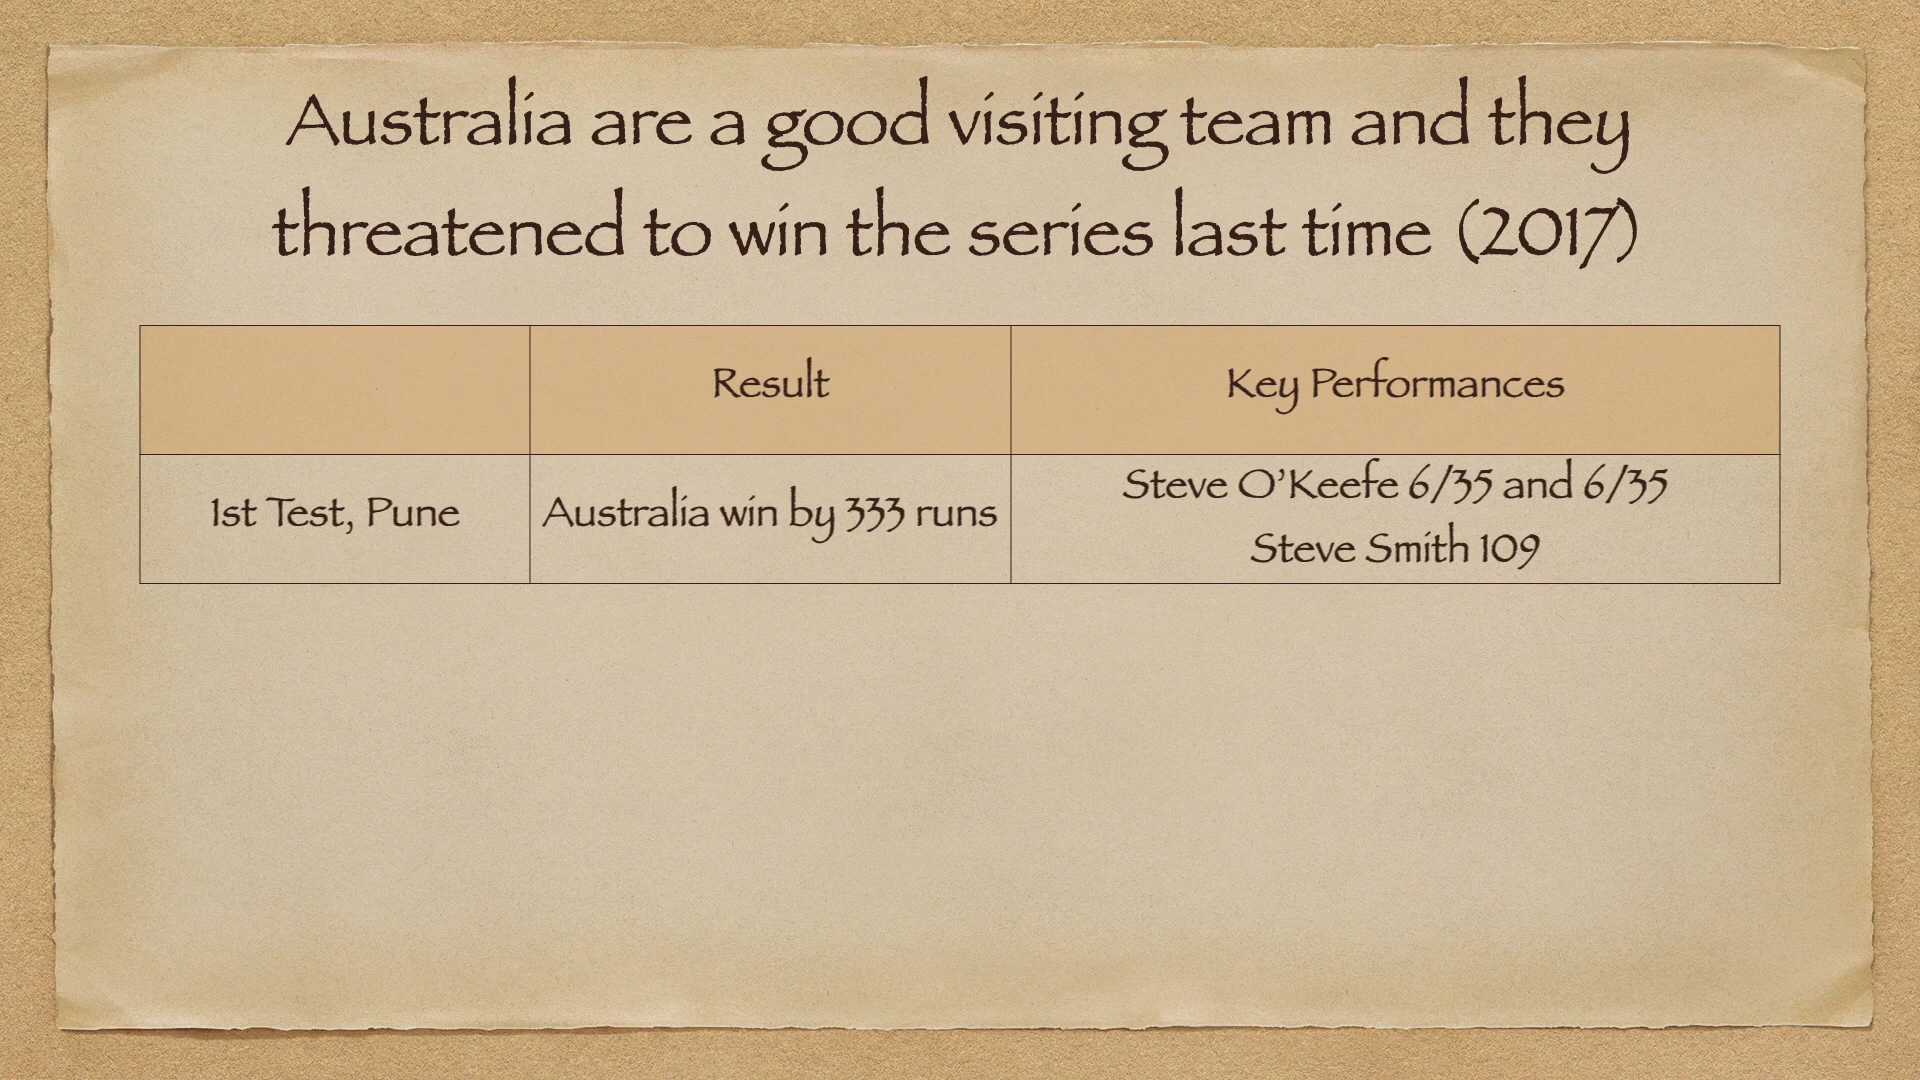 Australia are a good visiting team and they
threatened to win the series last time (2017)
Result
Key Performances
1st Test, Pune
Australia win by 333 runs
Steve O’Keefe 6/35 and 6/35
Steve Smith 109